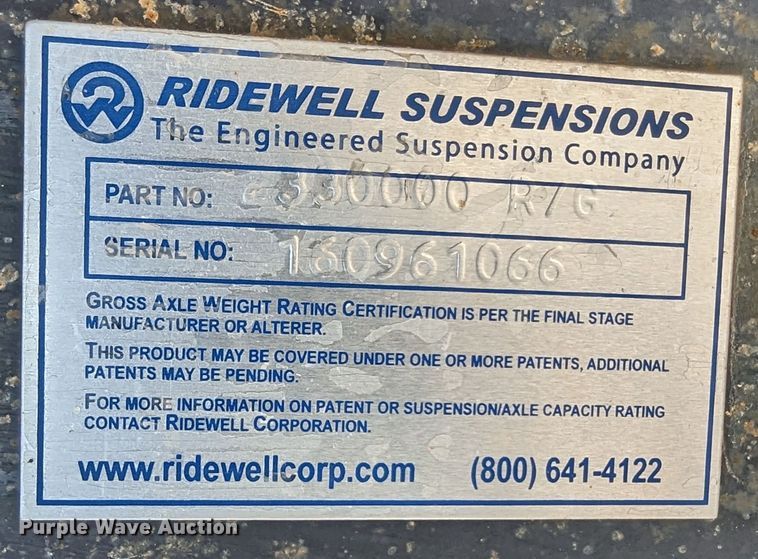 RIDEWELL SUSPENSIONS
The Engineered Suspension Company
PART NO: R/G
SERIAL NO: 160961066
GROSS AXLE WEIGHT RATING CERTIFICATION IS PER THE FINAL STAGE
MANUFACTURER OR ALTERER.
THIS PRODUCT MAY BE COVERED UNDER ONE OR MORE PATENTS, ADDITIONAL
PATENTS MAY BE PENDING.
FOR MORE INFORMATION ON PATENT OR SUSPENSION/AXLE CAPACITY RATING
CONTACT RIDEWELL CORPORATION.
www.ridewellcorp.com (800) 641-4122
Purple Wave Auction